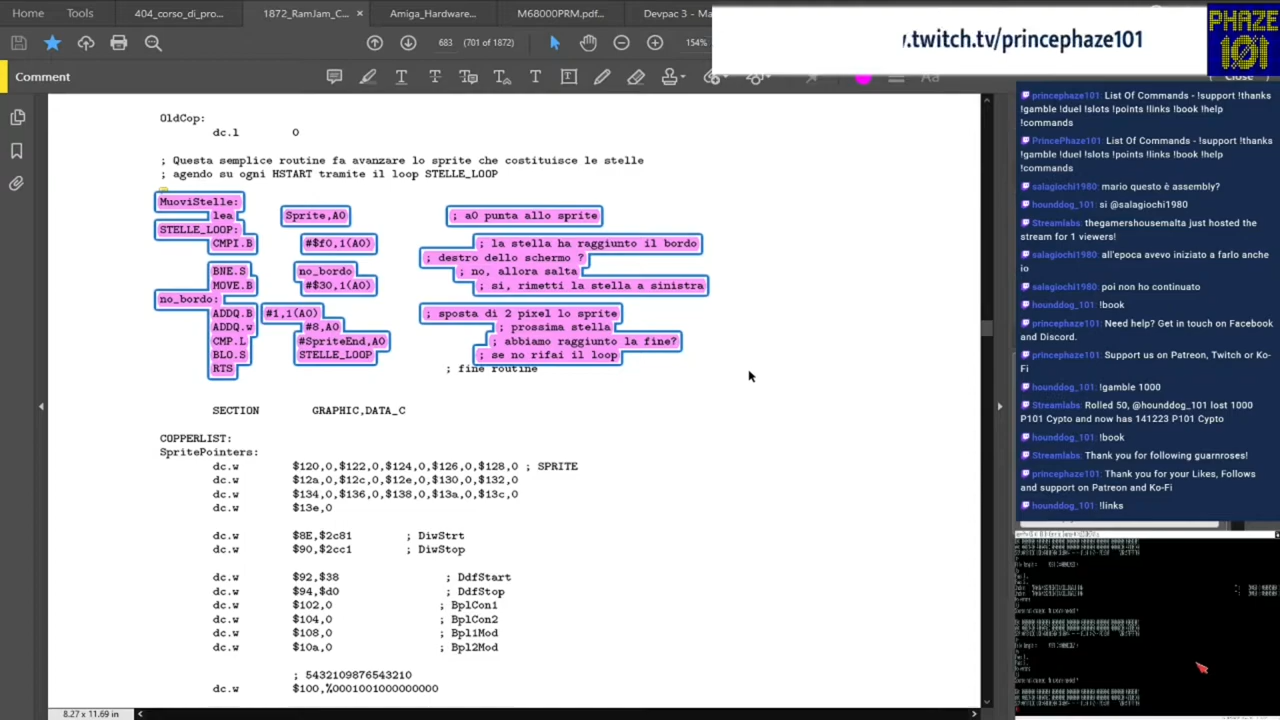 Home Tools 404_corso_di_pro... 1872_RamJam_C... × Amiga_Hardware... M68000PRM.pdf... Devpac 3 - Ma
683 (701 of 1872) 154%
.twitch.tv/princephaze101
PHAZE
101
Comment
Close
OldCop:
dc.l 0
; Questa semplice routine fa avanzare lo sprite che costituisce le stelle
; agendo su ogni HSTART tramite il loop STELLE_LOOP
MuoviStelle:
lea Sprite,A0 ; a0 punta allo sprite
STELLE_LOOP:
CMPI.B #$f0,1(A0) ; la stella ha raggiunto il bordo
; destro dello schermo ?
BNE.S no_bordo ; no, allora salta
MOVE.B #$30,1(A0) ; si, rimetti la stella a sinistra
no_bordo:
ADDQ.B #1,1(A0) ; sposta di 2 pixel lo sprite
ADDQ.w #8,A0 ; prossima stella
CMP.L #SpriteEnd,A0 ; abbiamo raggiunto la fine?
BLO.S STELLE_LOOP ; se no rifai il loop
RTS ; fine routine
SECTION GRAPHIC,DATA_C
COPPERLIST:
SpritePointers:
dc.w $120,0,$122,0,$124,0,$126,0,$128,0 ; SPRITE
dc.w $12a,0,$12c,0,$12e,0,$130,0,$132,0
dc.w $134,0,$136,0,$138,0,$13a,0,$13c,0
dc.w $13e,0
dc.w $8E,$2c81 ; DiwStrt
dc.w $90,$2cc1 ; DiwStop
dc.w $92,$38 ; DdfStart
dc.w $94,$d0 ; DdfStop
dc.w $102,0 ; BplCon1
dc.w $104,0 ; BplCon2
dc.w $108,0 ; Bpl1Mod
dc.w $10a,0 ; Bpl2Mod
; 5432109876543210
dc.w $100,%0001001000000000
8.27 x 11.69 in
princephaze101: List Of Commands - !support !thanks
!gamble !duel !slots !points !links !book !help
!commands
PrincePhaze101: List Of Commands - !support !thanks
!gamble !duel !slots !points !links !book !help
!commands
salagiochi1980: mario questo è assembly?
hounddog_101: si @salagiochi1980
Streamlabs: thegamershousemalta just hosted the
stream for 1 viewers!
salagiochi1980: all'epoca avevo iniziato a farlo anche
io
salagiochi1980: poi non ho continuato
hounddog_101: !book
princephaze101: Need help? Get in touch on Facebook
and Discord.
princephaze101: Support us on Patreon, Twitch or Ko-
Fi
hounddog_101: !gamble 1000
Streamlabs: Rolled 50, @hounddog_101 lost 1000
P101 Cypto and now has 141223 P101 Cypto
hounddog_101: !book
Streamlabs: Thank you for following guarnroses!
princephaze101: Thank you for your Likes, Follows
and support on Patreon and Ko-Fi
hounddog_101: !links